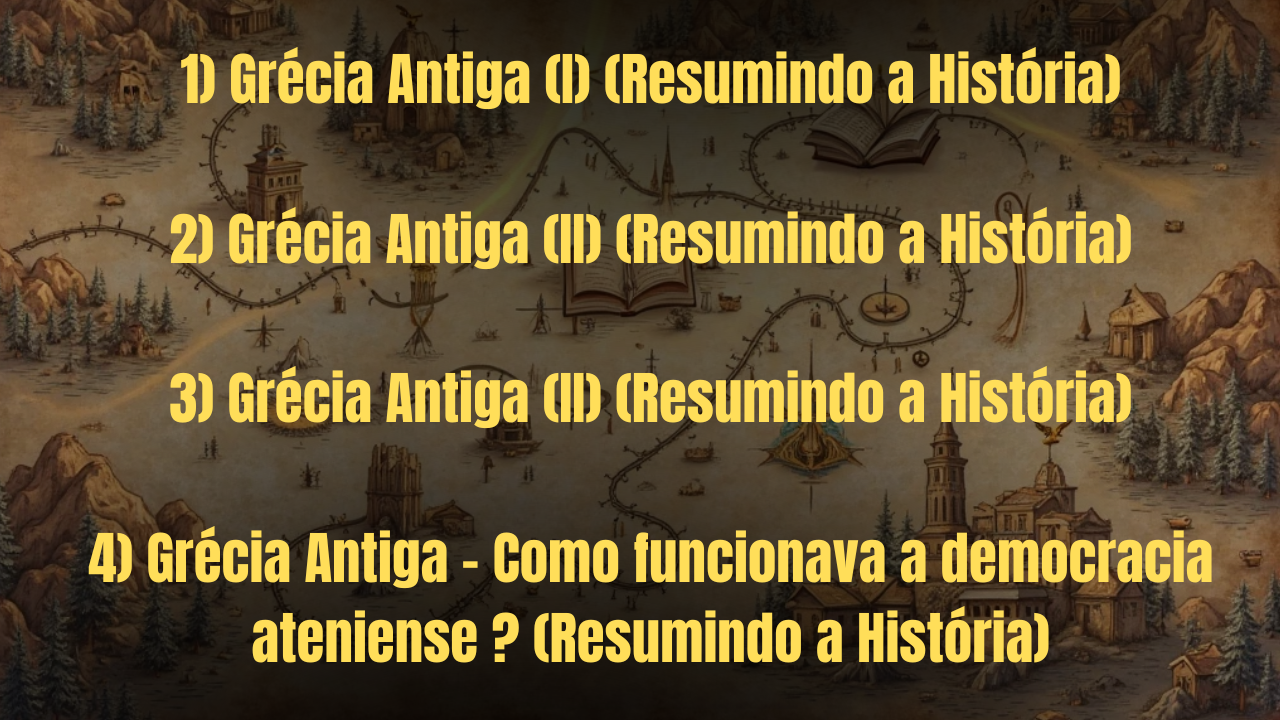 1) Grécia Antiga (I) (Resumindo a História)
2) Grécia Antiga (II) (Resumindo a História)
3) Grécia Antiga (II) (Resumindo a História)
4) Grécia Antiga - Como funcionava a democracia
ateniense ? (Resumindo a História)